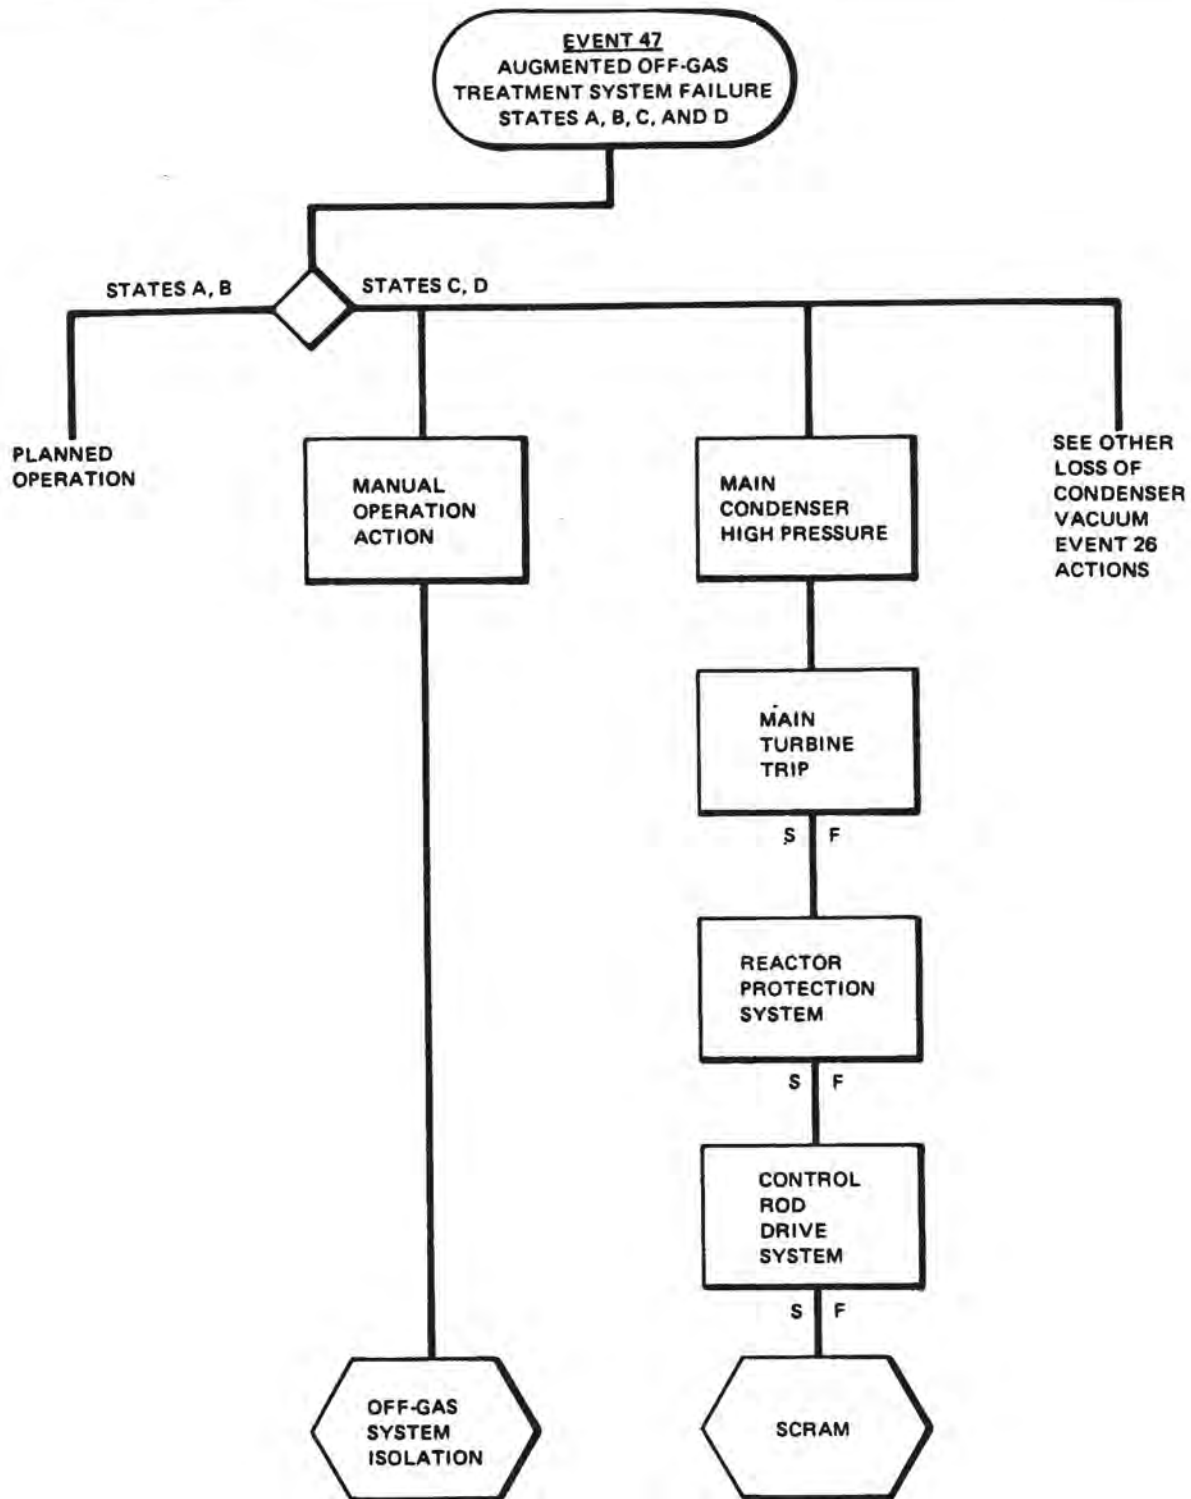 EVENT 47
AUGMENTED OFF-GAS
TREATMENT SYSTEM FAILURE
STATES A, B, C, AND D
STATES A, B
STATES C, D
PLANNED
OPERATION
MANUAL
OPERATION
ACTION
MAIN
CONDENSER
HIGH PRESSURE
SEE OTHER
LOSS OF
CONDENSER
VACUUM
EVENT 26
ACTIONS
MAIN
TURBINE
TRIP
S F
REACTOR
PROTECTION
SYSTEM
S F
CONTROL
ROD
DRIVE
SYSTEM
S F
OFF-GAS
SYSTEM
ISOLATION
SCRAM